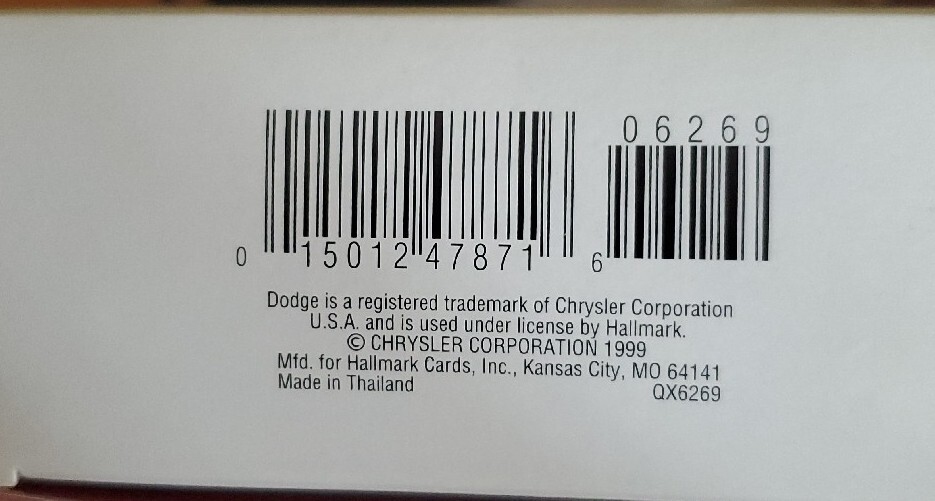 06269
0 15012 47871 6
Dodge is a registered trademark of Chrysler Corporation
U.S.A. and is used under license by Hallmark.
© CHRYSLER CORPORATION 1999
Mfd. for Hallmark Cards, Inc., Kansas City, MO 64141
Made in Thailand QX6269